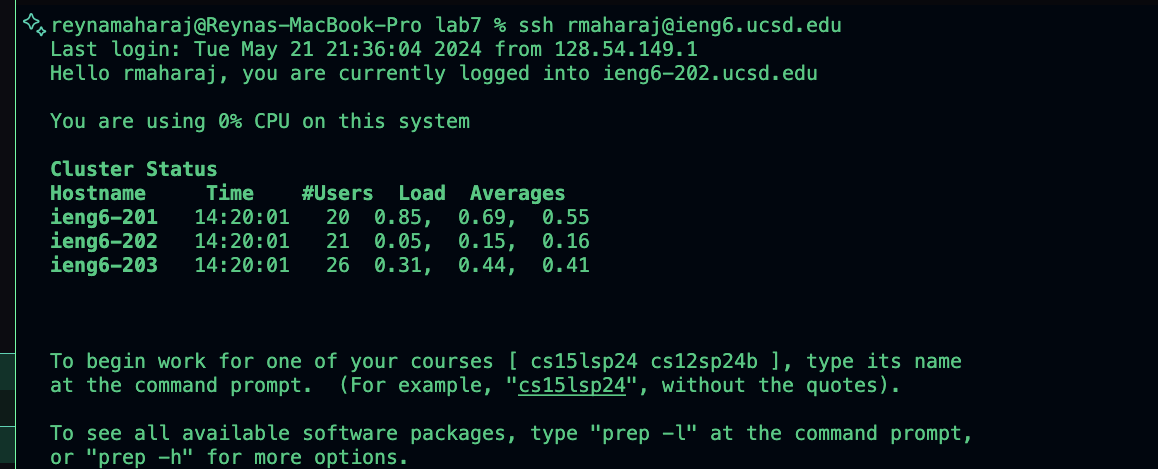 reynamaharaj@Reynas-MacBook-Pro lab7 % ssh rmaharaj@ieng6.ucsd.edu
Last login: Tue May 21 21:36:04 2024 from 128.54.149.1
Hello rmaharaj, you are currently logged into ieng6-202.ucsd.edu
You are using 0% CPU on this system
Cluster Status
Hostname     Time    #Users  Load  Averages
ieng6-201   14:20:01   20  0.85,  0.69,  0.55
ieng6-202   14:20:01   21  0.05,  0.15,  0.16
ieng6-203   14:20:01   26  0.31,  0.44,  0.41
To begin work for one of your courses [ cs15lsp24 cs12sp24b ], type its name
at the command prompt.  (For example, "cs15lsp24", without the quotes).
To see all available software packages, type "prep -l" at the command prompt,
or "prep -h" for more options.